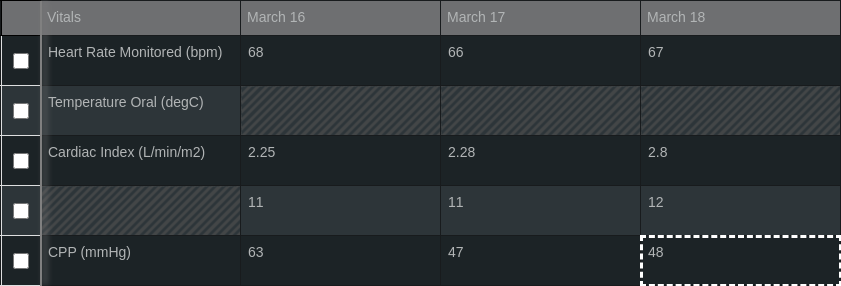 Vitals March 16 March 17 March 18
Heart Rate Monitored (bpm) 68 66 67
Temperature Oral (degC)
Cardiac Index (L/min/m2) 2.25 2.28 2.8
11 11 12
CPP (mmHg) 63 47 48